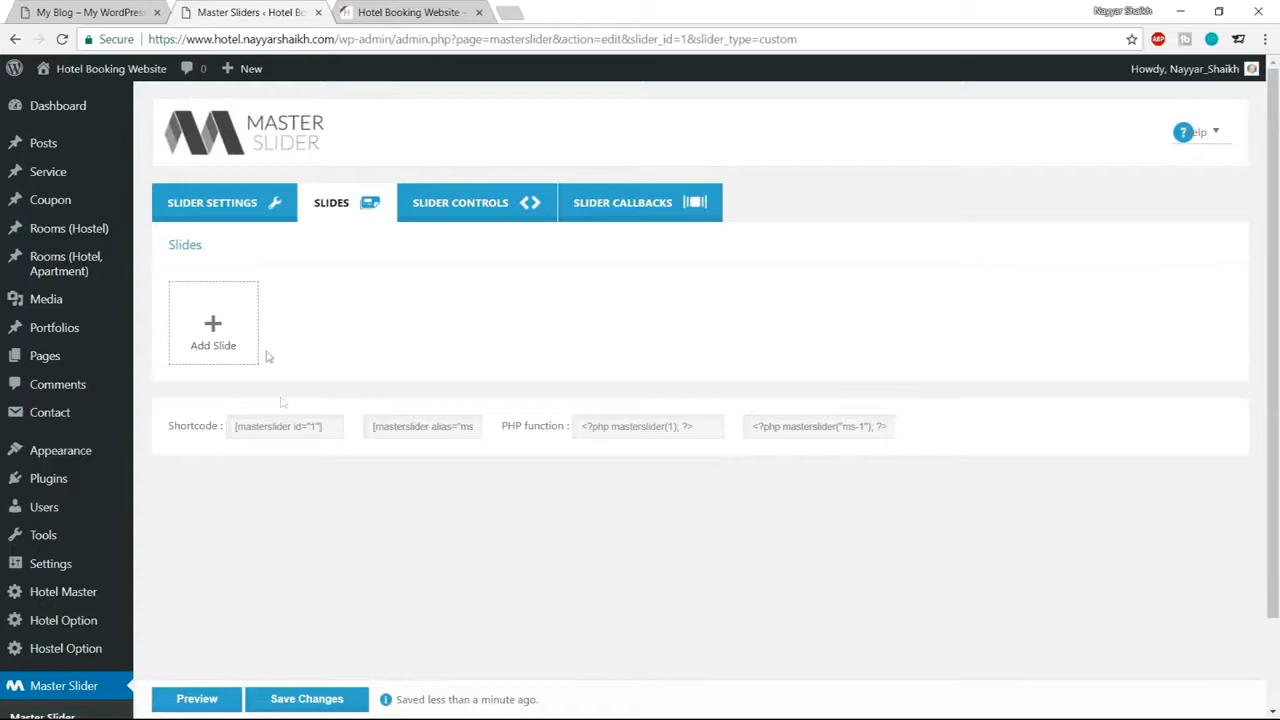 My Blog – My WordPress
Master Sliders ‹ Hotel Bo
Hotel Booking Website –
Nayyar Shaikh
Secure
https://www.hotel.nayyarshaikh.com/wp-admin/admin.php?page=masterslider&action=edit&slider_id=1&slider_type=custom
Hotel Booking Website
0
New
Howdy, Nayyar_Shaikh
Dashboard
Posts
Service
Coupon
Rooms (Hostel)
Rooms (Hotel,
Apartment)
Media
Portfolios
Pages
Comments
Contact
Appearance
Plugins
Users
Tools
Settings
Hotel Master
Hotel Option
Hostel Option
Master Slider
Master Slider
MASTER
SLIDER
? elp
SLIDER SETTINGS
SLIDES
SLIDER CONTROLS
SLIDER CALLBACKS
Slides
Add Slide
Shortcode :
[masterslider id="1"]
[masterslider alias="ms
PHP function :
<?php masterslider(1); ?>
<?php masterslider("ms-1"); ?>
Preview
Save Changes
Saved less than a minute ago.